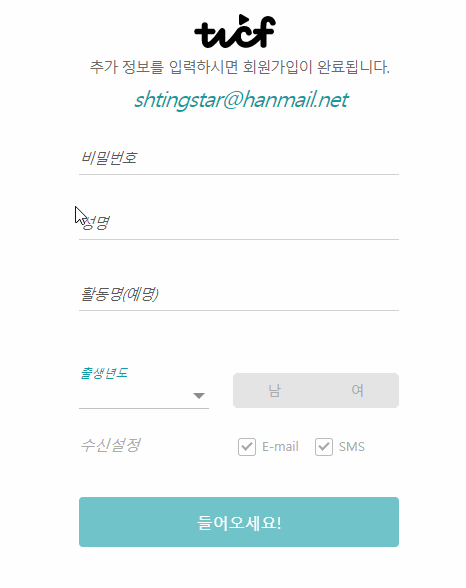 ticf
추가 정보를 입력하시면 회원가입이 완료됩니다.
shtingstar@hanmail.net
비밀번호
성명
활동명(예명)
출생년도
남 여
수신설정 E-mail SMS
들어오세요!